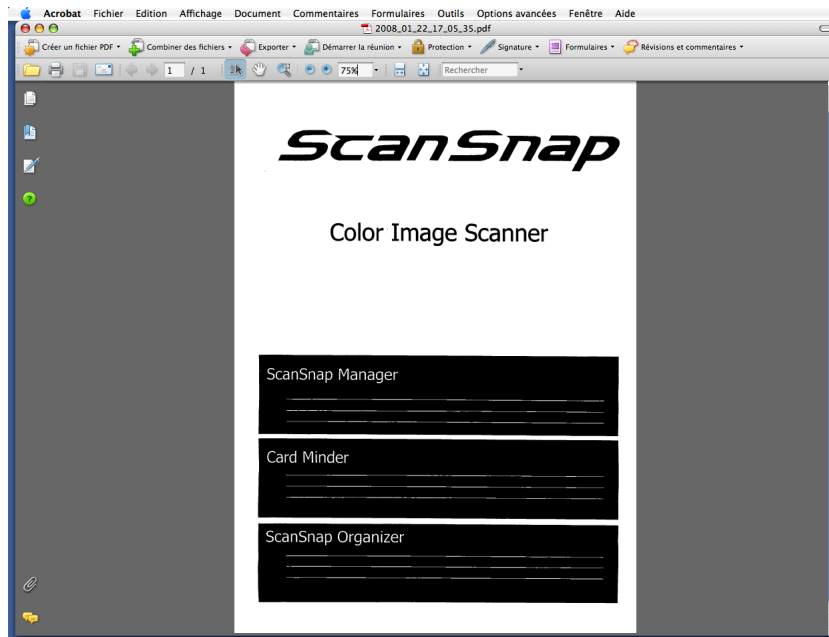 Acrobat Fichier Edition Affichage Document Commentaires Formulaires Outils Options avancées Fenêtre Aide
2008_01_22_17_05_35.pdf
Créer un fichier PDF Combiner des fichiers Exporter Démarrer la réunion Protection Signature Formulaires Révisions et commentaires
1 / 1 75% Rechercher
ScanSnap
Color Image Scanner
ScanSnap Manager
Card Minder
ScanSnap Organizer